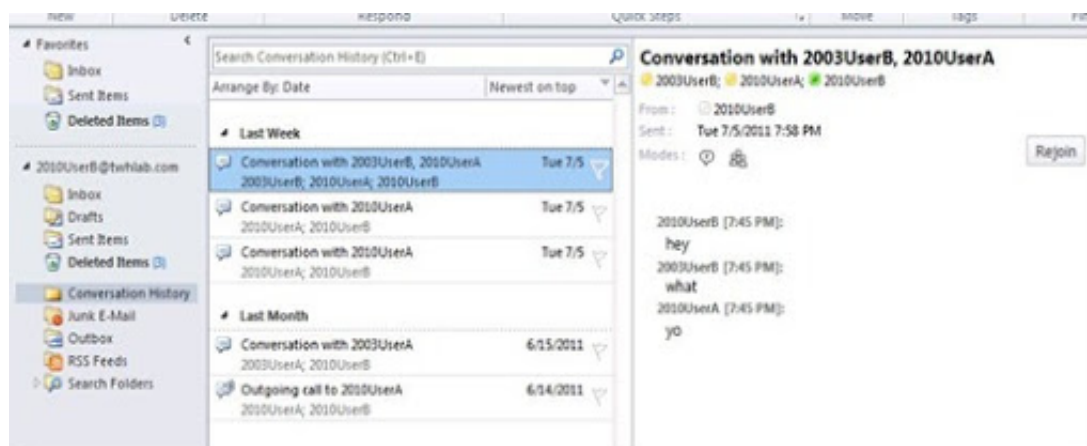 New Delete Respond Quick Steps Move Tags
Favorites
Inbox
Sent Items
Deleted Items (3)
2010UserB@twhlab.com
Inbox
Drafts
Sent Items
Deleted Items (3)
Conversation History
Junk E-Mail
Outbox
RSS Feeds
Search Folders
Search Conversation History (Ctrl+E)
Arrange By: Date Newest on top
Last Week
Conversation with 2003UserB, 2010UserA Tue 7/5
2003UserB; 2010UserA; 2010UserB
Conversation with 2010UserA Tue 7/5
2010UserA; 2010UserB
Conversation with 2010UserA Tue 7/5
2010UserA; 2010UserB
Last Month
Conversation with 2003UserA 6/15/2011
2003UserA; 2010UserB
Outgoing call to 2010UserA 6/14/2011
2010UserA; 2010UserB
Conversation with 2003UserB, 2010UserA
2003UserB; 2010UserA; 2010UserB
From: 2010UserB
Sent: Tue 7/5/2011 7:58 PM
Modes:
Rejoin
2010UserB [7:45 PM]:
hey
2003UserB [7:45 PM]:
what
2010UserA [7:45 PM]:
yo